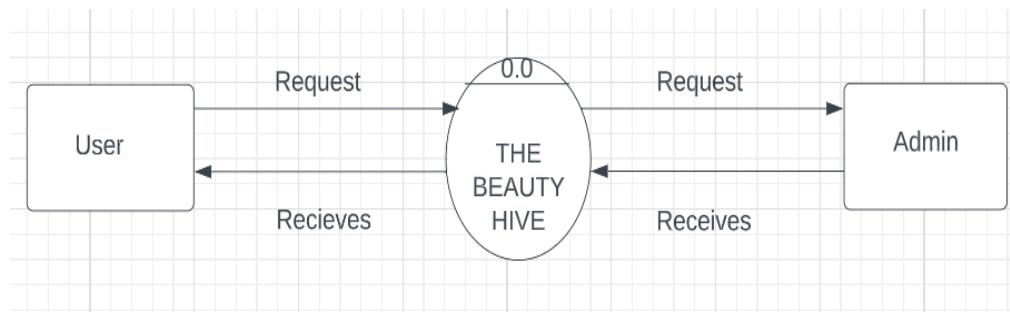 0.0
Request
Request
User
Admin
THE
BEAUTY
HIVE
Recieves
Receives